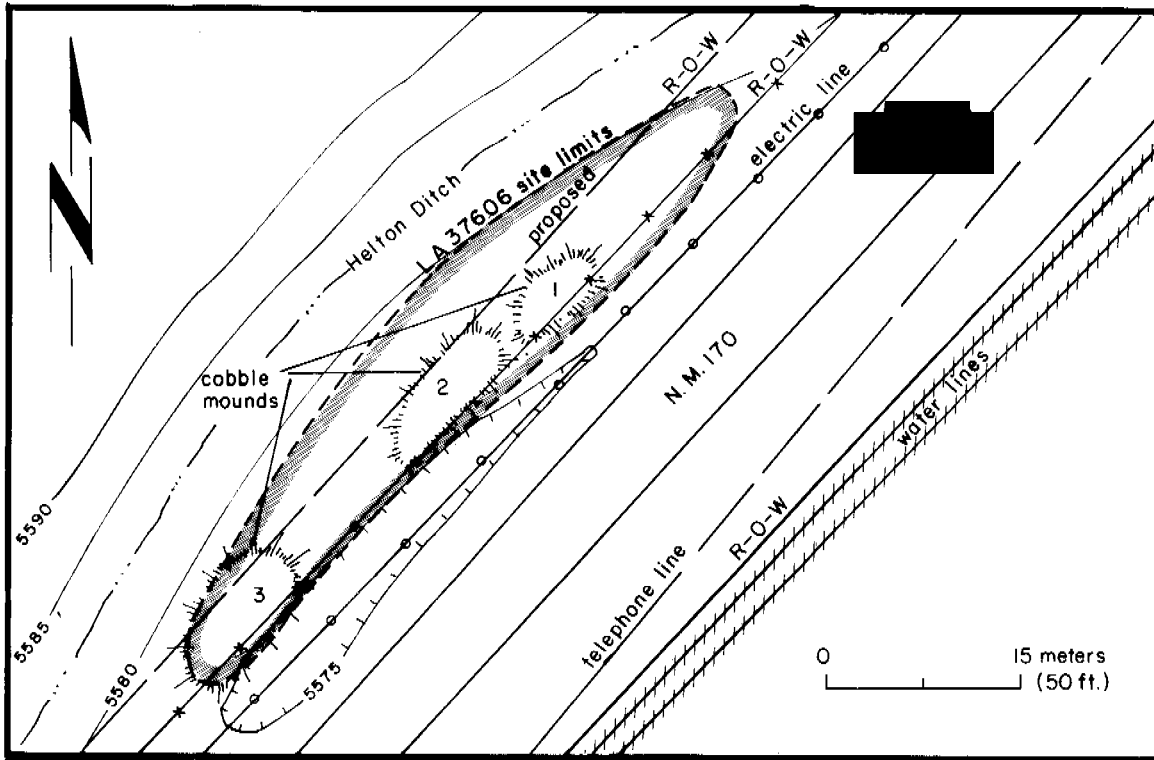 R-O-W
R-O-W
electric line
LA 37606 site limits
Helton Ditch
proposed
1
cobble
mounds
2
N.M. 170
water lines
5590
3
R-O-W
telephone line
5585
5580
5575
0
15 meters
(50 ft.)
N